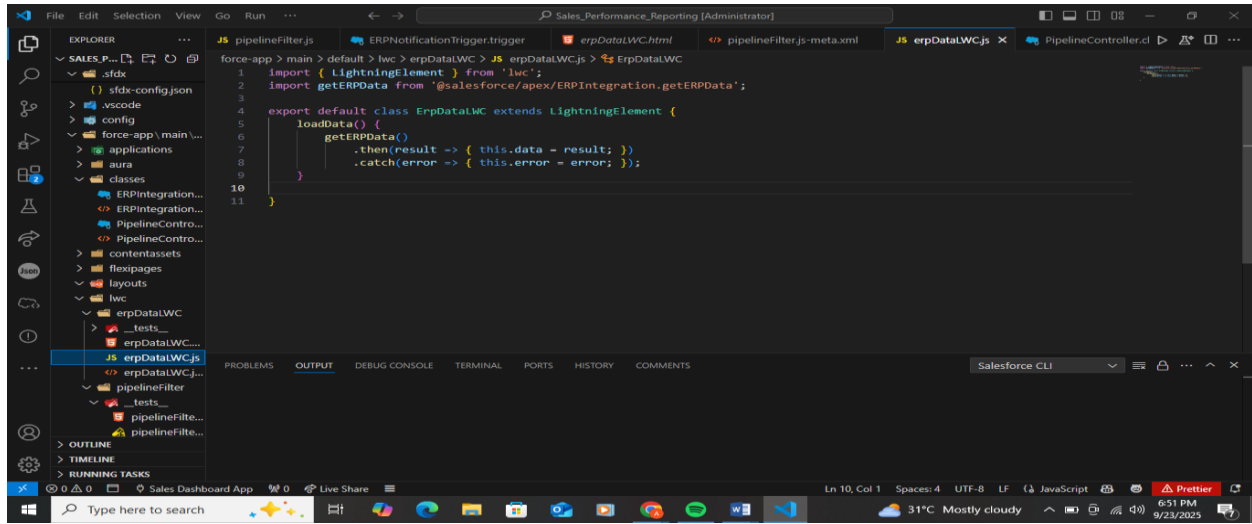 File Edit Selection View Go Run ··· Sales_Performance_Reporting [Administrator]
EXPLORER ···
JS pipelineFilter.js ERPNotificationTrigger.trigger erpDataLWC.html pipelineFilter.js-meta.xml JS erpDataLWC.js PipelineController.cl
SALES_P...
force-app > main > default > lwc > erpDataLWC > JS erpDataLWC.js > ErpDataLWC
.sfdx
{ } sfdx-config.json
.vscode
config
force-app\main\...
applications
aura
classes
ERPIntegration...
ERPIntegration...
PipelineContro...
PipelineContro...
contentassets
flexipages
layouts
lwc
erpDataLWC
__tests__
erpDataLWC....
JS erpDataLWC.js
erpDataLWC.j...
pipelineFilter
__tests__
pipelineFilte...
pipelineFilte...
OUTLINE
TIMELINE
RUNNING TASKS
2
Json
1 import { LightningElement } from 'lwc';
2 import getERPData from '@salesforce/apex/ERPIntegration.getERPData';
3
4 export default class ErpDataLWC extends LightningElement {
5 loadData() {
6 getERPData()
7 .then(result => { this.data = result; })
8 .catch(error => { this.error = error; });
9 }
10
11 }
PROBLEMS OUTPUT DEBUG CONSOLE TERMINAL PORTS HISTORY COMMENTS Salesforce CLI
0 0 Sales Dashboard App 0 Live Share Ln 10, Col 1 Spaces: 4 UTF-8 LF JavaScript Prettier
Type here to search 31°C Mostly cloudy 6:51 PM
9/23/2025